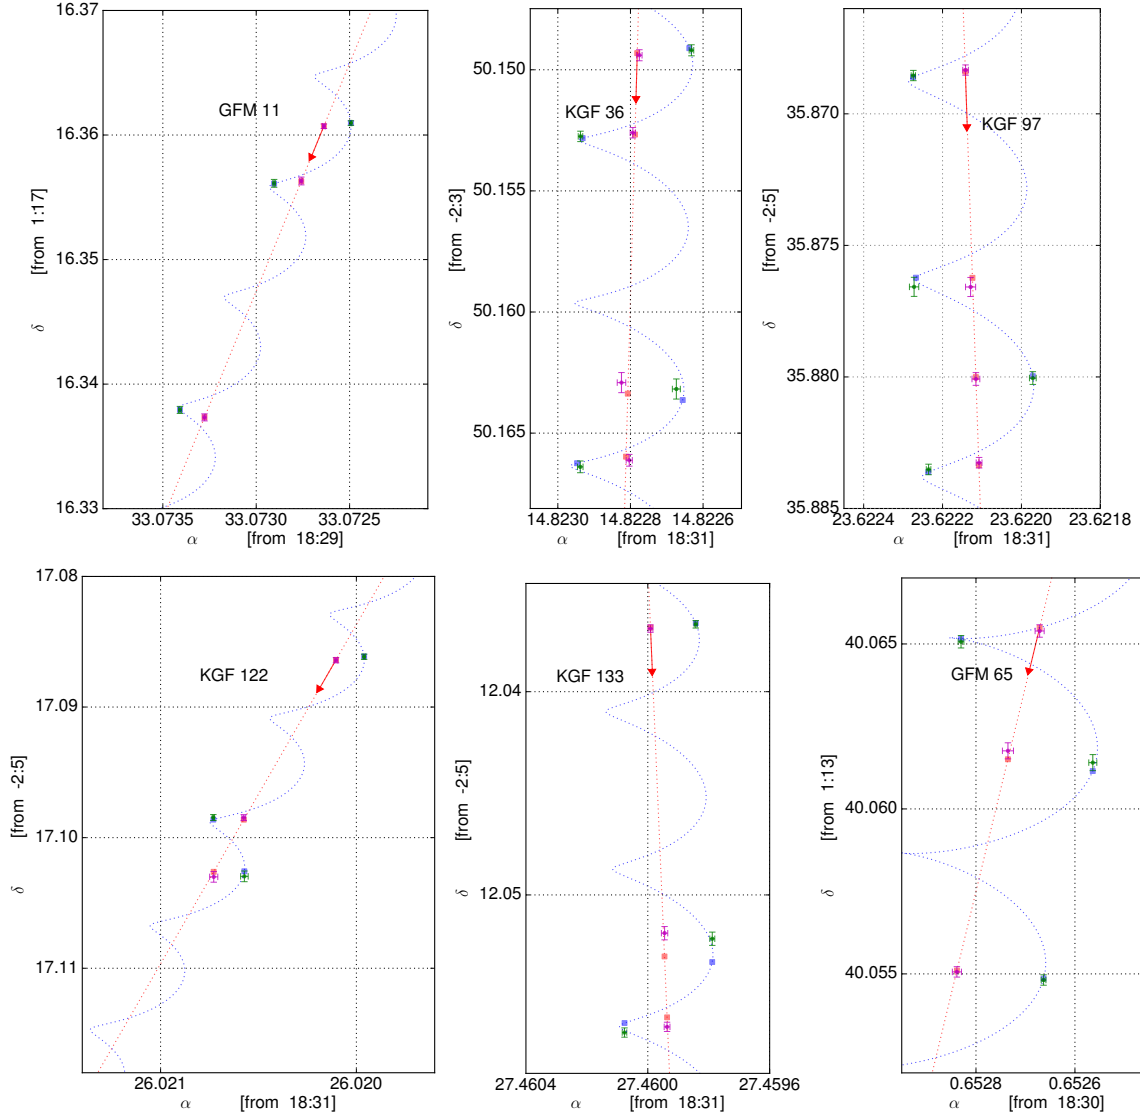 16.37
16.36
16.35
16.34
16.33
δ [from 1:17]
GFM 11
33.0735 33.0730 33.0725
α [from 18:29]
50.150
50.155
50.160
50.165
δ [from -2:3]
KGF 36
14.8230 14.8228 14.8226
α [from 18:31]
35.870
35.875
35.880
35.885
δ [from -2:5]
KGF 97
23.6224 23.6222 23.6220 23.6218
α [from 18:31]
17.08
17.09
17.10
17.11
δ [from -2:5]
KGF 122
26.021 26.020
α [from 18:31]
12.04
12.05
δ [from -2:5]
KGF 133
27.4604 27.4600 27.4596
α [from 18:31]
40.065
40.060
40.055
δ [from 1:13]
GFM 65
0.6528 0.6526
α [from 18:30]